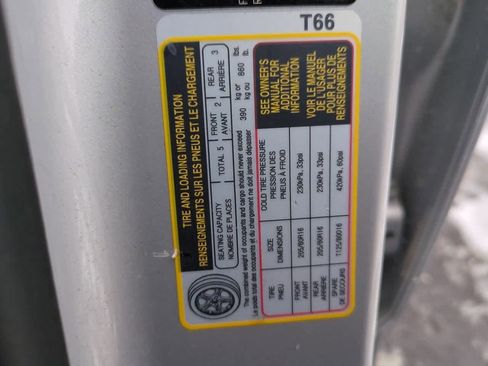 T66
TIRE AND LOADING INFORMATION
RENSEIGNEMENTS SUR LES PNEUS ET LE CHARGEMENT
SEATING CAPACITY TOTAL 5 FRONT 2 REAR 3
NOMBRE DE PLACES AVANT ARRIÈRE
The combined weight of occupants and cargo should never exceed 390 kg or 860 lbs.
Le poids total des occupants et du chargement ne doit jamais dépasser kg ou lb.
TIRE SIZE COLD TIRE PRESSURE
PNEU DIMENSIONS PRESSION DES
PNEUS À FROID
FRONT 205/60R16 230kPa, 33psi
AVANT
REAR 205/60R16 230kPa, 33psi
ARRIÈRE
SPARE T125/80D16 420kPa, 60psi
DE SECOURS
SEE OWNER'S
MANUAL FOR
ADDITIONAL
INFORMATION
VOIR LE MANUEL
DE L'USAGER
POUR PLUS DE
RENSEIGNEMENTS